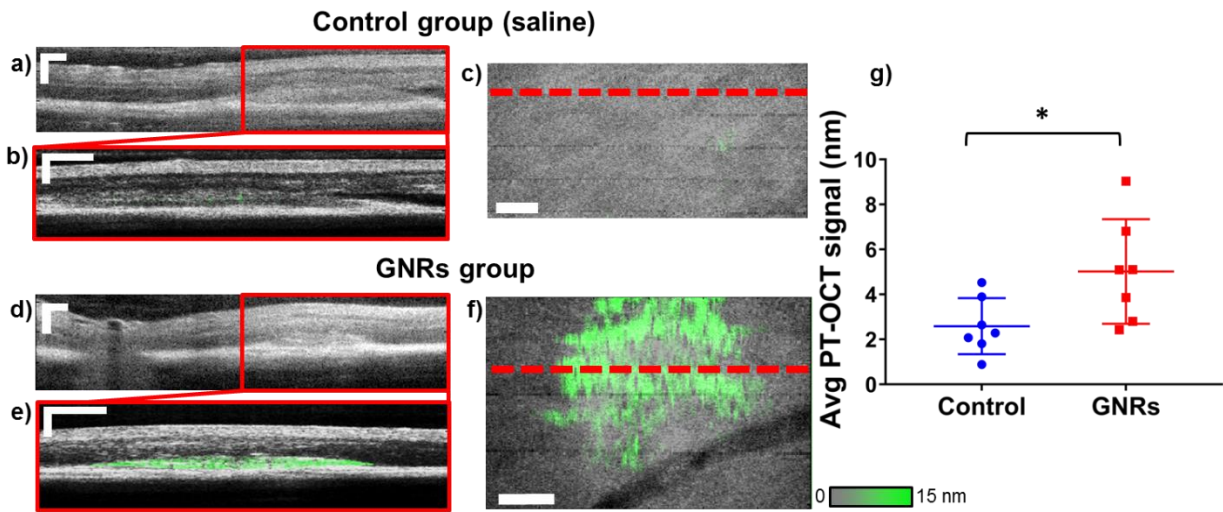 Control group (saline)
a)
b)
c)
GNRs group
d)
e)
f)
0 15 nm
g)
*
Avg PT-OCT signal (nm)
10
8
6
4
2
0
Control GNRs